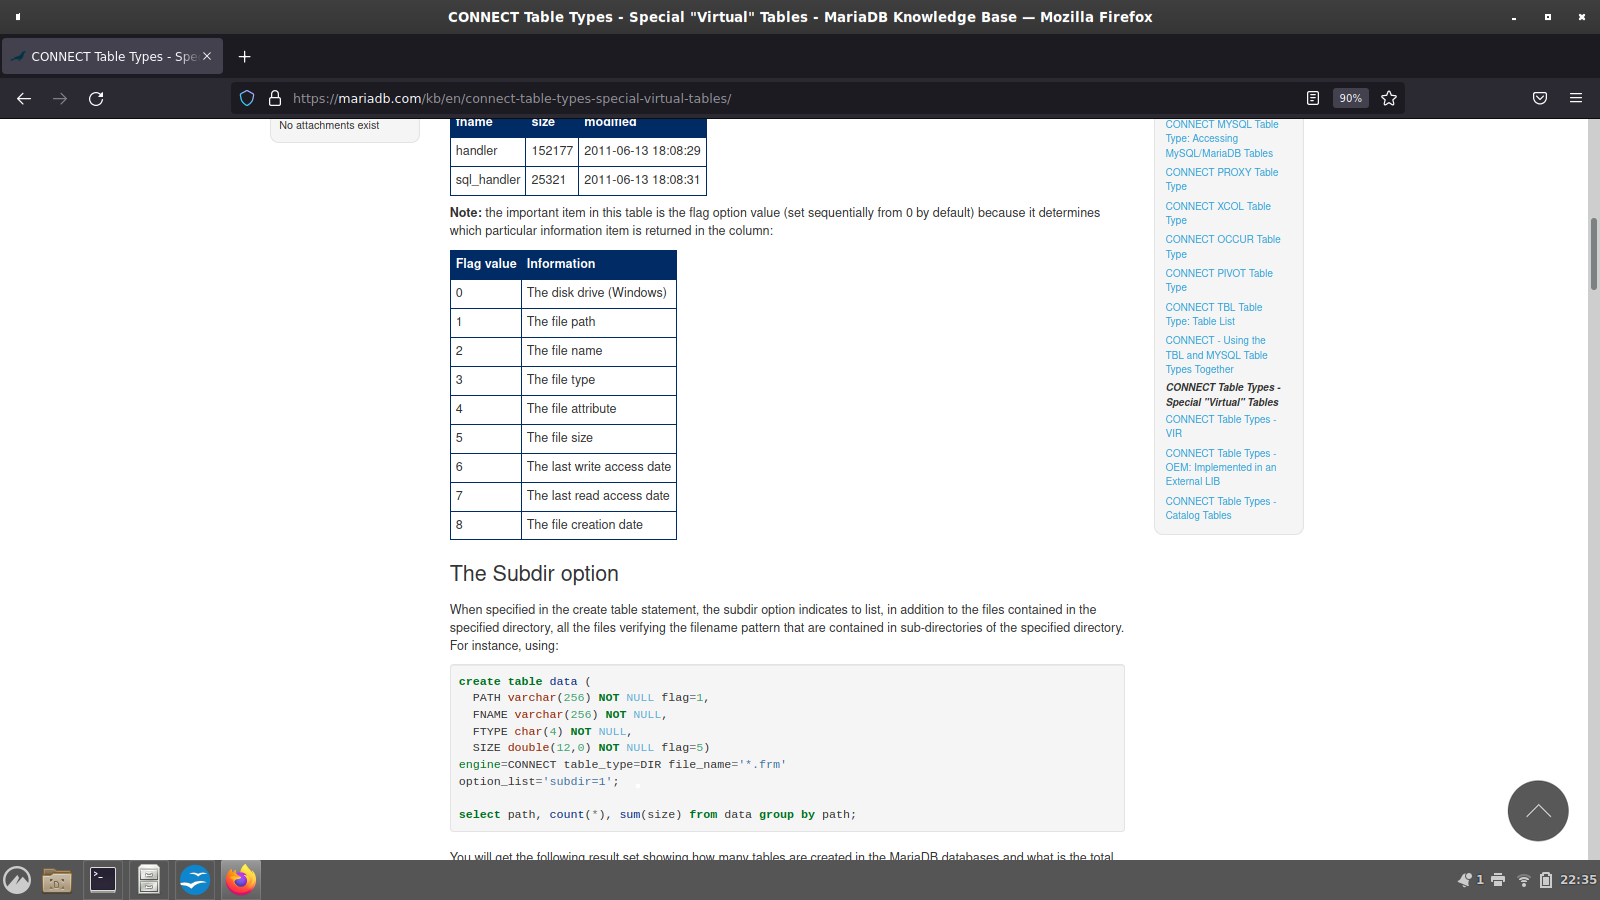 CONNECT Table Types - Special "Virtual" Tables - MariaDB Knowledge Base — Mozilla Firefox
CONNECT Table Types - Spe
https://mariadb.com/kb/en/connect-table-types-special-virtual-tables/
90%
No attachments exist
fname size modified
handler 152177 2011-06-13 18:08:29
sql_handler 25321 2011-06-13 18:08:31
Note: the important item in this table is the flag option value (set sequentially from 0 by default) because it determines
which particular information item is returned in the column:
Flag value Information
0 The disk drive (Windows)
1 The file path
2 The file name
3 The file type
4 The file attribute
5 The file size
6 The last write access date
7 The last read access date
8 The file creation date
The Subdir option
When specified in the create table statement, the subdir option indicates to list, in addition to the files contained in the
specified directory, all the files verifying the filename pattern that are contained in sub-directories of the specified directory.
For instance, using:
create table data (
  PATH varchar(256) NOT NULL flag=1,
  FNAME varchar(256) NOT NULL,
  FTYPE char(4) NOT NULL,
  SIZE double(12,0) NOT NULL flag=5)
engine=CONNECT table_type=DIR file_name='*.frm'
option_list='subdir=1';
select path, count(*), sum(size) from data group by path;
You will get the following result set showing how many tables are created in the MariaDB databases and what is the total
CONNECT MYSQL Table
Type: Accessing
MySQL/MariaDB Tables
CONNECT PROXY Table
Type
CONNECT XCOL Table
Type
CONNECT OCCUR Table
Type
CONNECT PIVOT Table
Type
CONNECT TBL Table
Type: Table List
CONNECT - Using the
TBL and MYSQL Table
Types Together
CONNECT Table Types -
Special "Virtual" Tables
CONNECT Table Types -
VIR
CONNECT Table Types -
OEM: Implemented in an
External LIB
CONNECT Table Types -
Catalog Tables
1
22:35